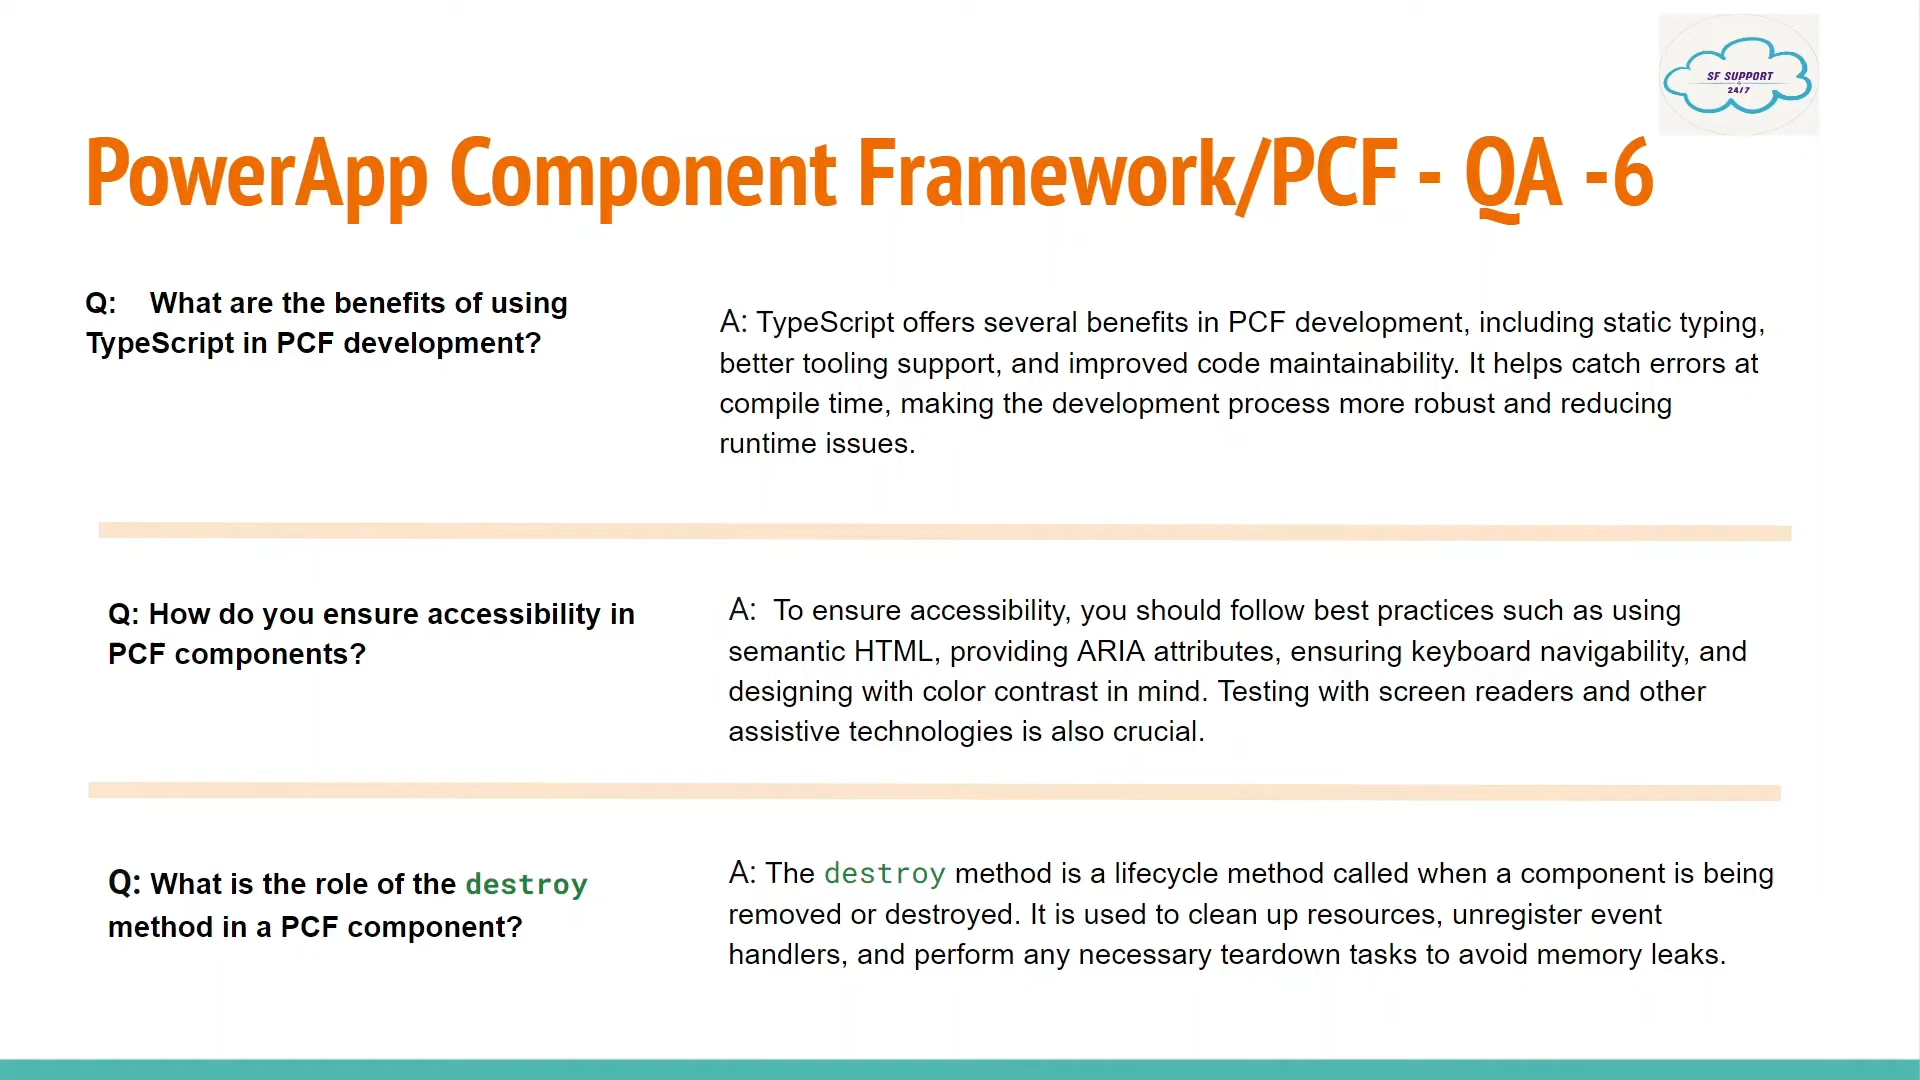 SF SUPPORT
24/7
PowerApp Component Framework/PCF - QA -6
Q: What are the benefits of using
TypeScript in PCF development?
A: TypeScript offers several benefits in PCF development, including static typing,
better tooling support, and improved code maintainability. It helps catch errors at
compile time, making the development process more robust and reducing
runtime issues.
Q: How do you ensure accessibility in
PCF components?
A: To ensure accessibility, you should follow best practices such as using
semantic HTML, providing ARIA attributes, ensuring keyboard navigability, and
designing with color contrast in mind. Testing with screen readers and other
assistive technologies is also crucial.
Q: What is the role of the destroy
method in a PCF component?
A: The destroy method is a lifecycle method called when a component is being
removed or destroyed. It is used to clean up resources, unregister event
handlers, and perform any necessary teardown tasks to avoid memory leaks.